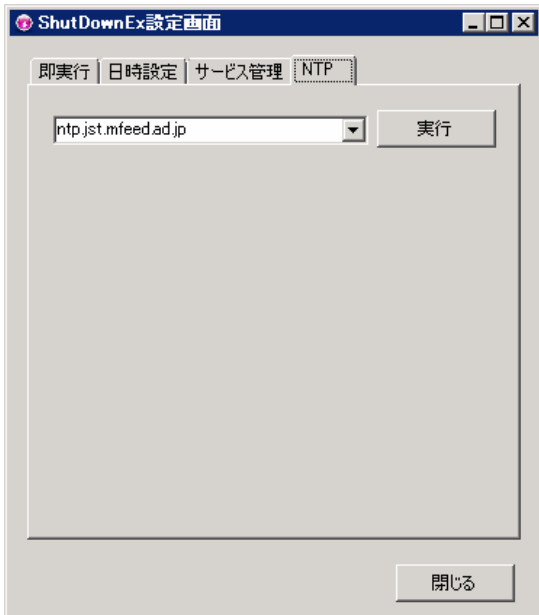 ShutDownEx設定画面
即実行 日時設定 サービス管理 NTP
ntp.jst.mfeed.ad.jp 実行
閉じる